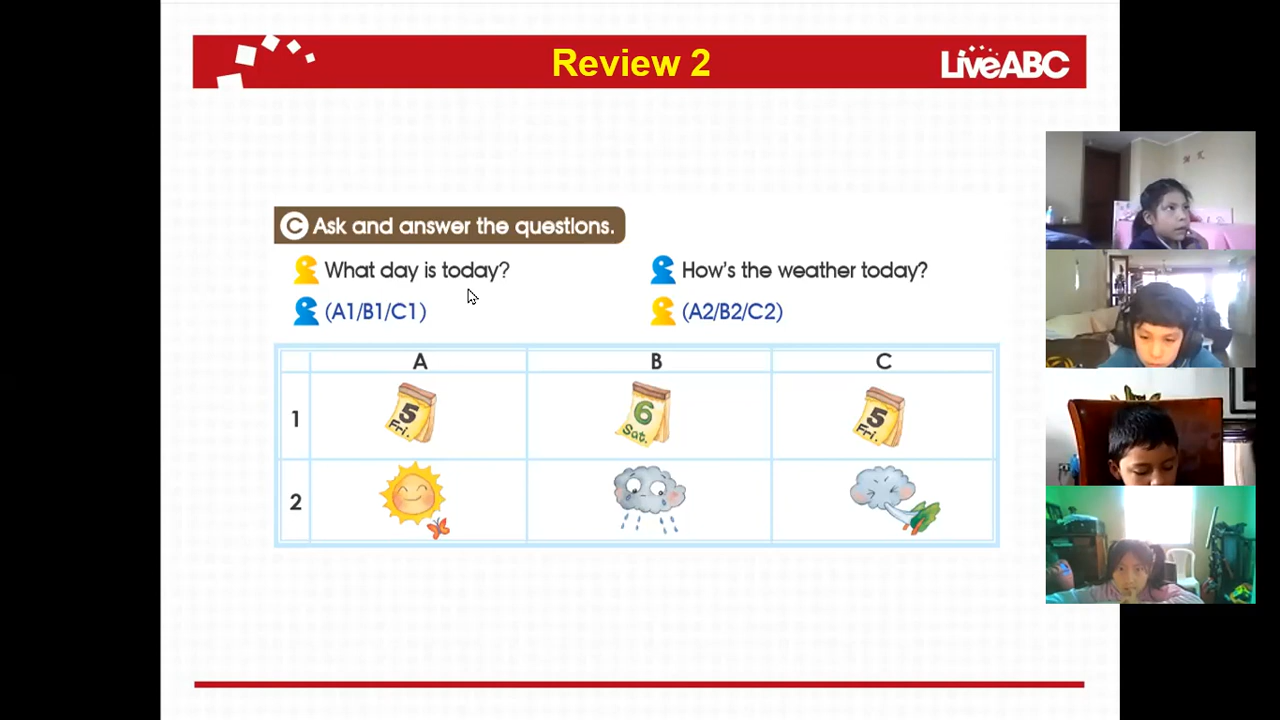 Review 2
LiveABC
C Ask and answer the questions.
What day is today?
How's the weather today?
(A1/B1/C1)
(A2/B2/C2)
A B C
1
5 Fri.
6 Sat.
5 Fri.
2